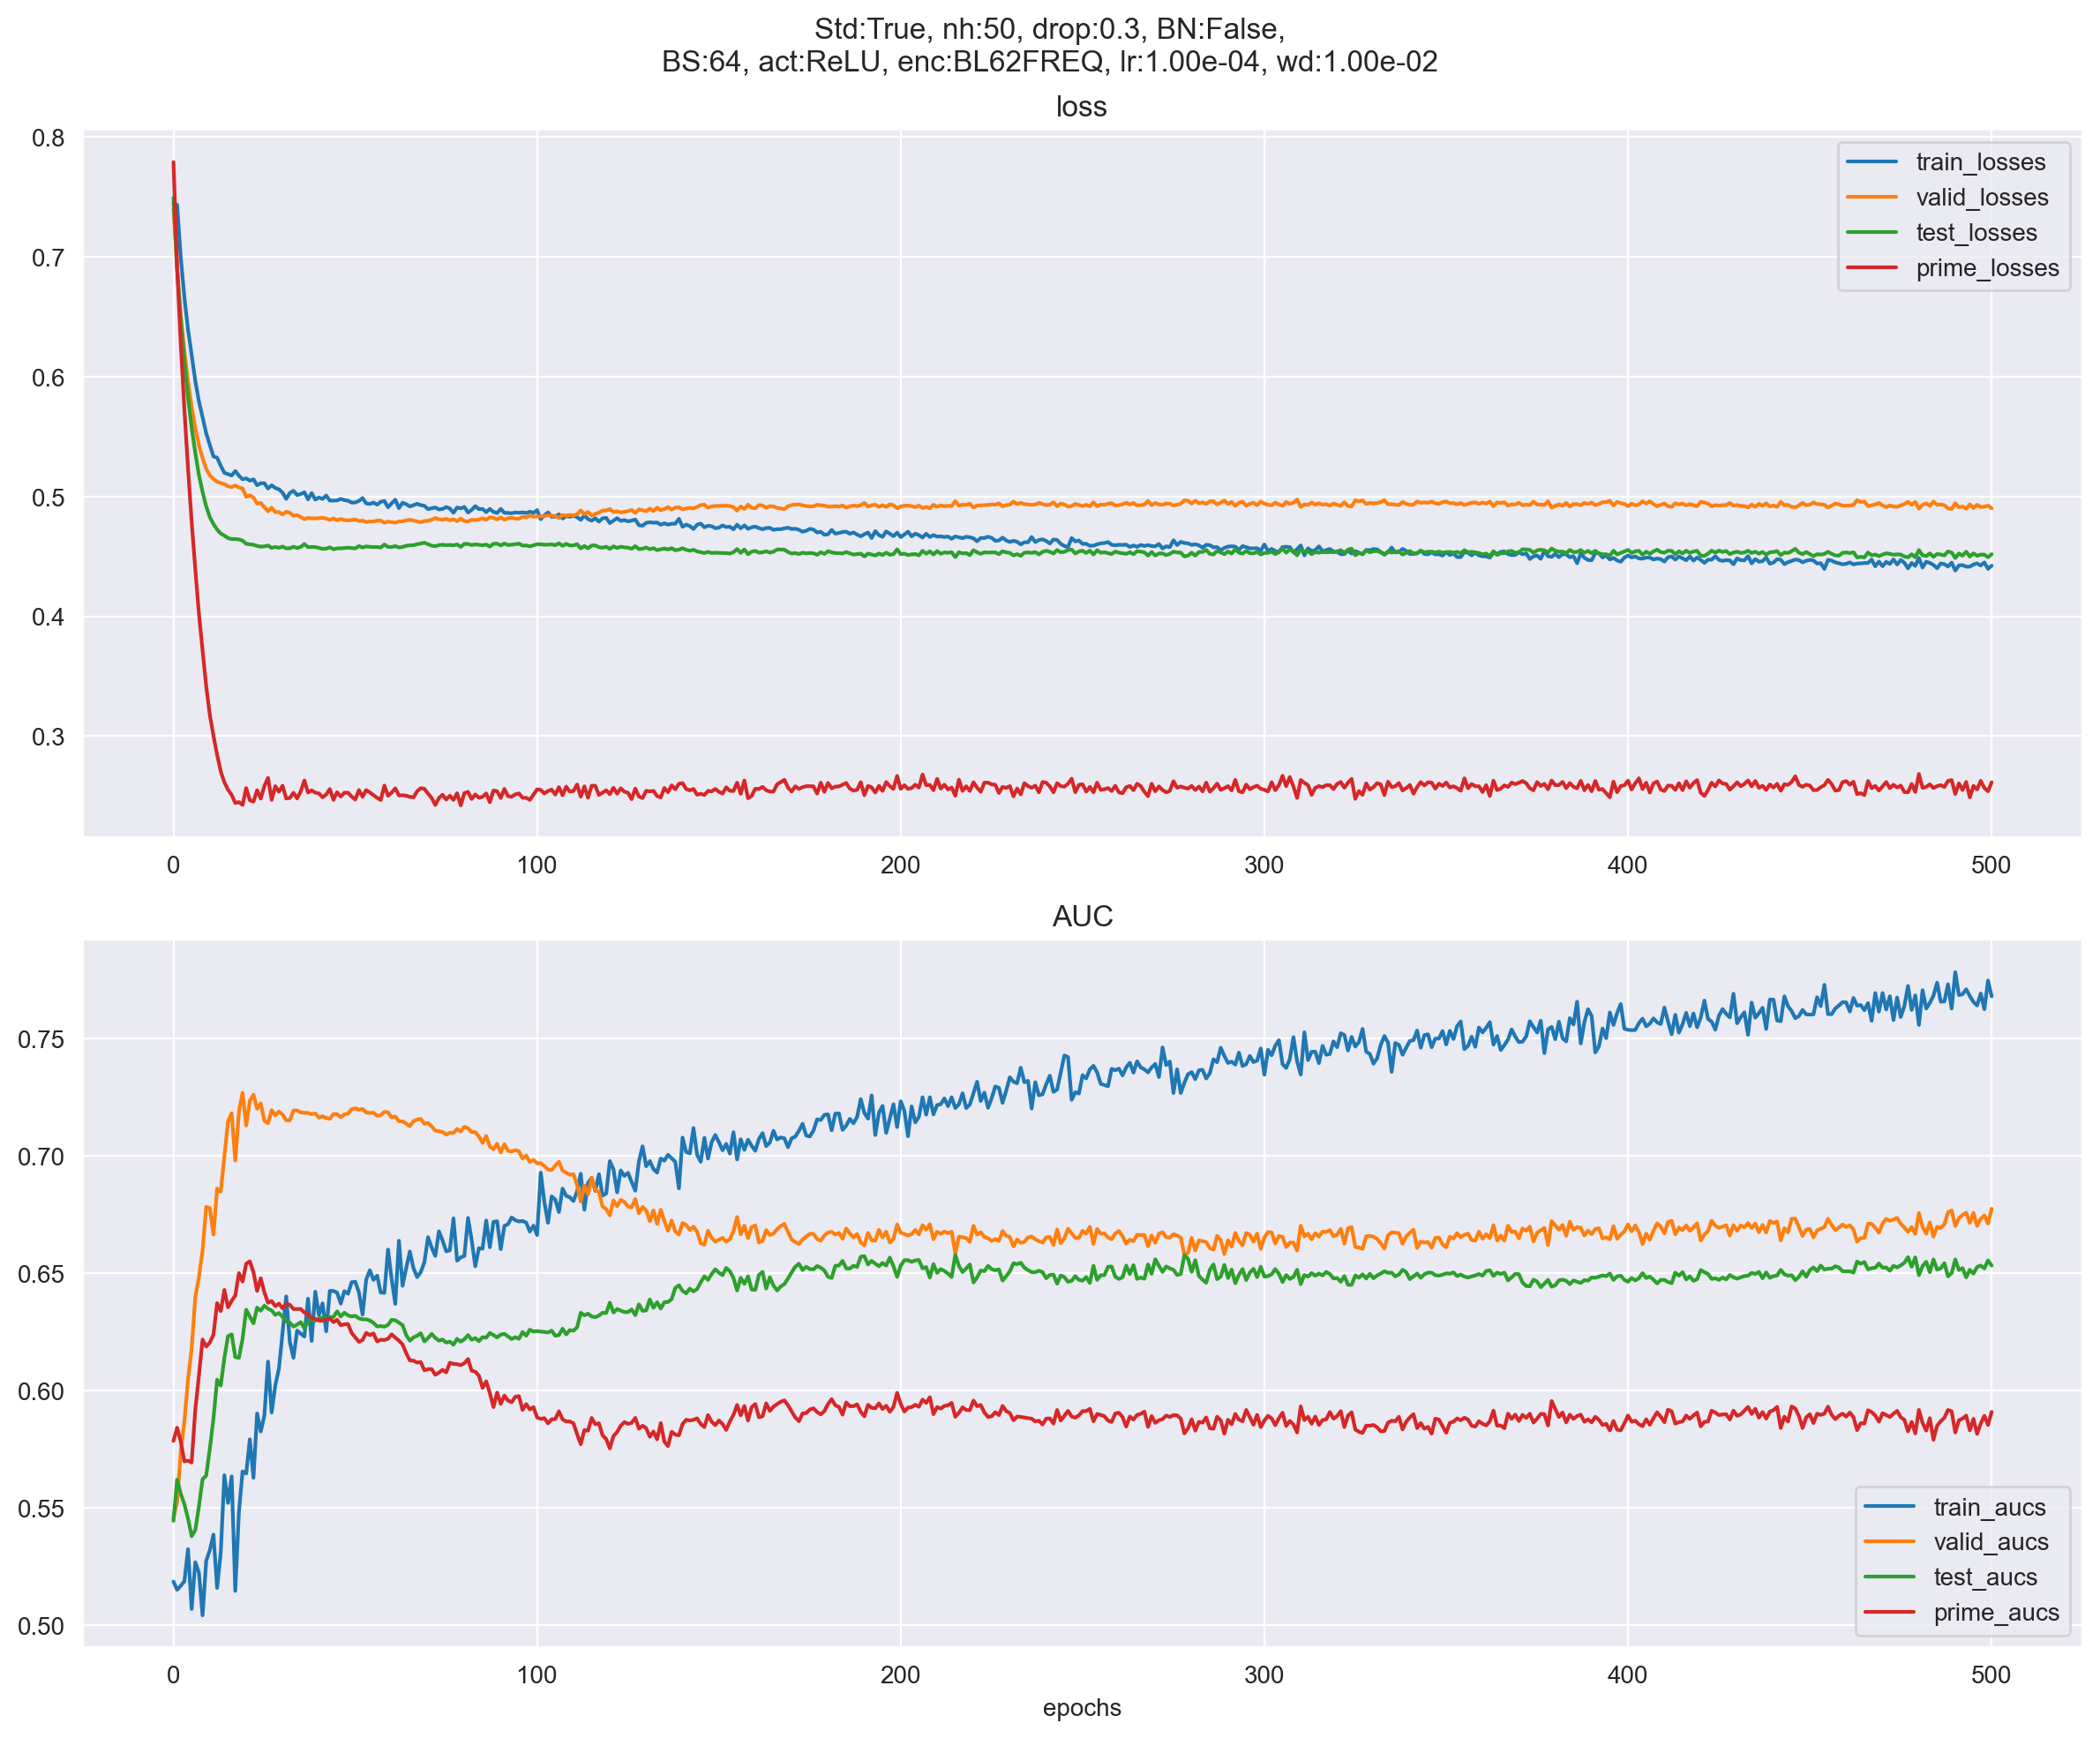 Std:True, nh:50, drop:0.3, BN:False,
BS:64, act:ReLU, enc:BL62FREQ, lr:1.00e-04, wd:1.00e-02
loss
0.8
0.7
0.6
0.5
0.4
0.3
train_losses
valid_losses
test_losses
prime_losses
0 100 200 300 400 500
AUC
0.75
0.70
0.65
0.60
0.55
0.50
train_aucs
valid_aucs
test_aucs
prime_aucs
0 100 200 300 400 500
epochs